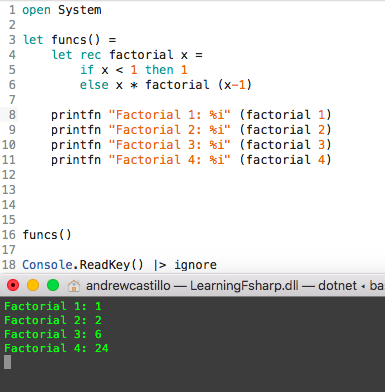 1 open System
2
3 let funcs() =
4     let rec factorial x =
5         if x < 1 then 1
6         else x * factorial (x-1)
7
8     printfn "Factorial 1: %i" (factorial 1)
9     printfn "Factorial 2: %i" (factorial 2)
10     printfn "Factorial 3: %i" (factorial 3)
11     printfn "Factorial 4: %i" (factorial 4)
12
13
14
15
16 funcs()
17
18 Console.ReadKey() |> ignore
andrewcastillo — LearningFsharp.dll — dotnet ◂ ba
Factorial 1: 1
Factorial 2: 2
Factorial 3: 6
Factorial 4: 24